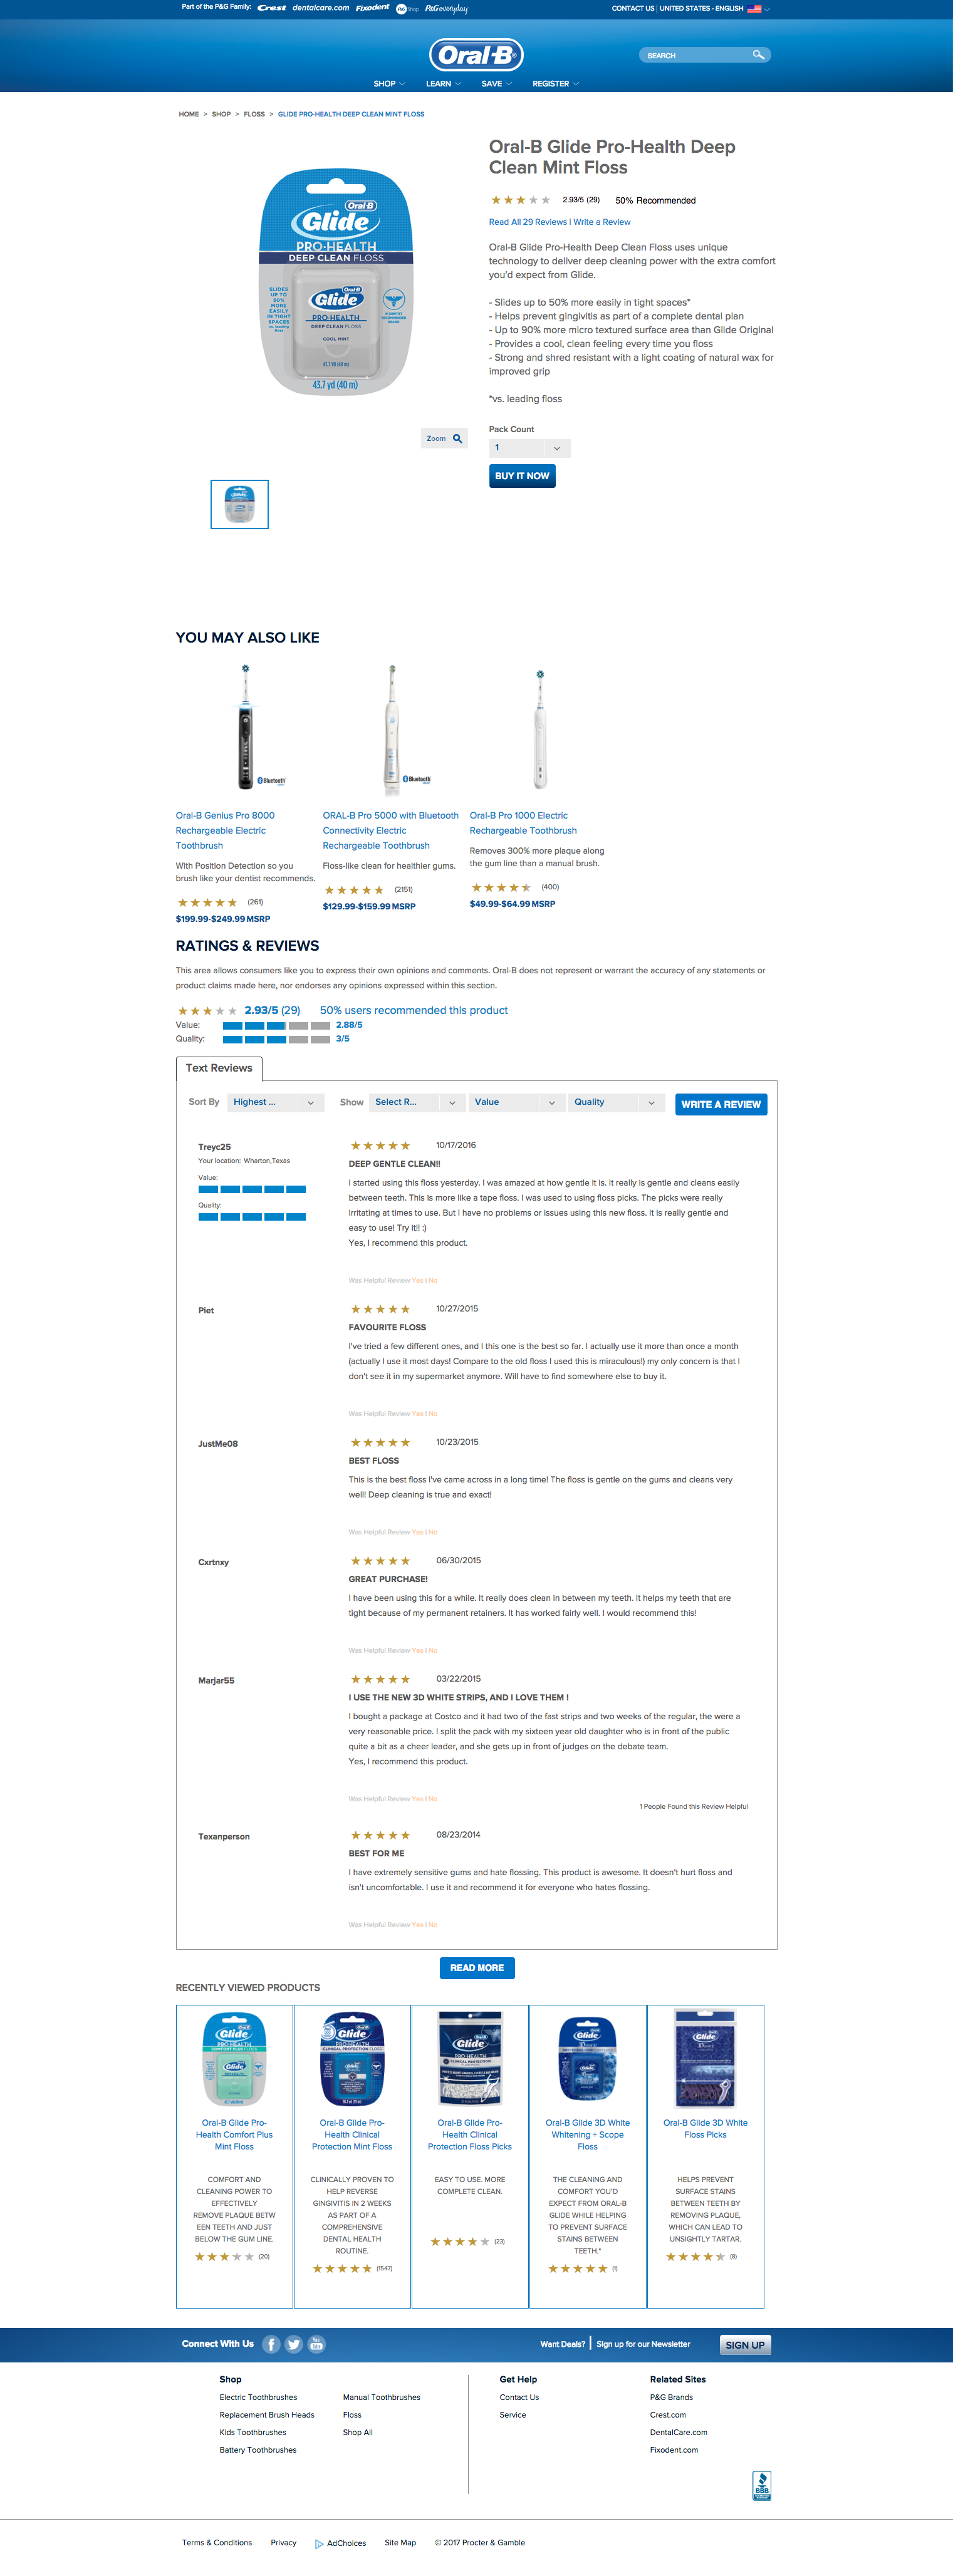 Part of the P&G Family: Crest dentalcare.com Fixodent P&G Shop P&G everyday
CONTACT US | UNITED STATES - ENGLISH
Oral-B
SEARCH
SHOP LEARN SAVE REGISTER
HOME > SHOP > FLOSS > GLIDE PRO-HEALTH DEEP CLEAN MINT FLOSS
Oral-B
Glide
PRO-HEALTH
DEEP CLEAN FLOSS
SLIDES
UP TO
50%
MORE
EASILY
IN TIGHT
SPACES
vs. leading
floss
Oral-B
Glide
PRO-HEALTH
DEEP CLEAN FLOSS
COOL MINT
43.7 YD (40 m)
43.7 yd (40 m)
Zoom
Oral-B Glide Pro-Health Deep
Clean Mint Floss
2.93/5 (29) 50% Recommended
Read All 29 Reviews | Write a Review
Oral-B Glide Pro-Health Deep Clean Floss uses unique
technology to deliver deep cleaning power with the extra comfort
you'd expect from Glide.
- Slides up to 50% more easily in tight spaces*
- Helps prevent gingivitis as part of a complete dental plan
- Up to 90% more micro textured surface area than Glide Original
- Provides a cool, clean feeling every time you floss
- Strong and shred resistant with a light coating of natural wax for
improved grip
*vs. leading floss
Pack Count
1
BUY IT NOW
YOU MAY ALSO LIKE
Bluetooth
Bluetooth
Oral-B Genius Pro 8000
Rechargeable Electric
Toothbrush
With Position Detection so you
brush like your dentist recommends.
(261)
$199.99-$249.99 MSRP
ORAL-B Pro 5000 with Bluetooth
Connectivity Electric
Rechargeable Toothbrush
Floss-like clean for healthier gums.
(2151)
$129.99-$159.99 MSRP
Oral-B Pro 1000 Electric
Rechargeable Toothbrush
Removes 300% more plaque along
the gum line than a manual brush.
(400)
$49.99-$64.99 MSRP
RATINGS & REVIEWS
This area allows consumers like you to express their own opinions and comments. Oral-B does not represent or warrant the accuracy of any statements or
product claims made here, nor endorses any opinions expressed within this section.
2.93/5 (29) 50% users recommended this product
Value: 2.88/5
Quality: 3/5
Text Reviews
Sort By Highest ... Show Select R... Value Quality WRITE A REVIEW
Treyc25
Your location: Wharton,Texas
Value:
Quality:
10/17/2016
DEEP GENTLE CLEAN!!
I started using this floss yesterday. I was amazed at how gentle it is. It really is gentle and cleans easily
between teeth. This is more like a tape floss. I was used to using floss picks. The picks were really
irritating at times to use. But I have no problems or issues using this new floss. It is really gentle and
easy to use! Try it!! :)
Yes, I recommend this product.
Was Helpful Review Yes | No
Piet
10/27/2015
FAVOURITE FLOSS
I've tried a few different ones, and I this one is the best so far. I actually use it more than once a month
(actually I use it most days! Compare to the old floss I used this is miraculous!) my only concern is that I
don't see it in my supermarket anymore. Will have to find somewhere else to buy it.
Was Helpful Review Yes | No
JustMe08
10/23/2015
BEST FLOSS
This is the best floss I've came across in a long time! The floss is gentle on the gums and cleans very
well! Deep cleaning is true and exact!
Was Helpful Review Yes | No
Cxrtnxy
06/30/2015
GREAT PURCHASE!
I have been using this for a while. It really does clean in between my teeth. It helps my teeth that are
tight because of my permanent retainers. It has worked fairly well. I would recommend this!
Was Helpful Review Yes | No
Marjar55
03/22/2015
I USE THE NEW 3D WHITE STRIPS, AND I LOVE THEM !
I bought a package at Costco and it had two of the fast strips and two weeks of the regular, the were a
very reasonable price. I split the pack with my sixteen year old daughter who is in front of the public
quite a bit as a cheer leader, and she gets up in front of judges on the debate team.
Yes, I recommend this product.
Was Helpful Review Yes | No
1 People Found this Review Helpful
Texanperson
08/23/2014
BEST FOR ME
I have extremely sensitive gums and hate flossing. This product is awesome. It doesn't hurt floss and
isn't uncomfortable. I use it and recommend it for everyone who hates flossing.
Was Helpful Review Yes | No
READ MORE
RECENTLY VIEWED PRODUCTS
Oral-B Glide Pro-
Health Comfort Plus
Mint Floss
COMFORT AND
CLEANING POWER TO
EFFECTIVELY
REMOVE PLAQUE BETW
EEN TEETH AND JUST
BELOW THE GUM LINE.
(20)
Oral-B Glide Pro-
Health Clinical
Protection Mint Floss
CLINICALLY PROVEN TO
HELP REVERSE
GINGIVITIS IN 2 WEEKS
AS PART OF A
COMPREHENSIVE
DENTAL HEALTH
ROUTINE.
(1547)
Oral-B Glide Pro-
Health Clinical
Protection Floss Picks
EASY TO USE. MORE
COMPLETE CLEAN.
(23)
Oral-B Glide 3D White
Whitening + Scope
Floss
THE CLEANING AND
COMFORT YOU'D
EXPECT FROM ORAL-B
GLIDE WHILE HELPING
TO PREVENT SURFACE
STAINS BETWEEN
TEETH.*
(1)
Oral-B Glide 3D White
Floss Picks
HELPS PREVENT
SURFACE STAINS
BETWEEN TEETH BY
REMOVING PLAQUE,
WHICH CAN LEAD TO
UNSIGHTLY TARTAR.
(8)
Connect With Us
Want Deals? | Sign up for our Newsletter SIGN UP
Shop
Electric Toothbrushes
Replacement Brush Heads
Kids Toothbrushes
Battery Toothbrushes
Manual Toothbrushes
Floss
Shop All
Get Help
Contact Us
Service
Related Sites
P&G Brands
Crest.com
DentalCare.com
Fixodent.com
BBB
Terms & Conditions Privacy AdChoices Site Map © 2017 Procter & Gamble